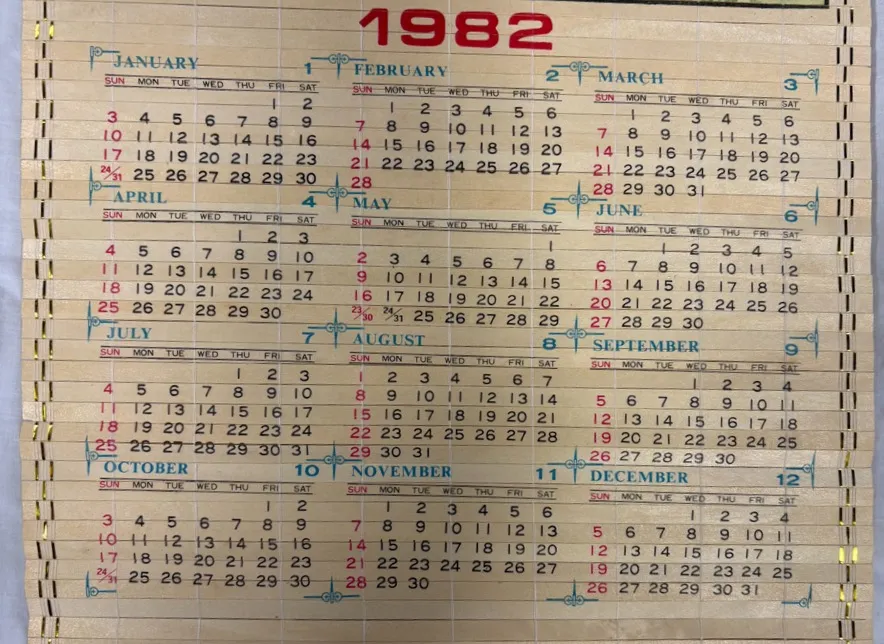 1982
JANUARY 1
SUN MON TUE WED THU FRI SAT
1 2
3 4 5 6 7 8 9
10 11 12 13 14 15 16
17 18 19 20 21 22 23
24/31 25 26 27 28 29 30
FEBRUARY 2
SUN MON TUE WED THU FRI SAT
1 2 3 4 5 6
7 8 9 10 11 12 13
14 15 16 17 18 19 20
21 22 23 24 25 26 27
28
MARCH 3
SUN MON TUE WED THU FRI SAT
1 2 3 4 5 6
7 8 9 10 11 12 13
14 15 16 17 18 19 20
21 22 23 24 25 26 27
28 29 30 31
APRIL 4
SUN MON TUE WED THU FRI SAT
1 2 3
4 5 6 7 8 9 10
11 12 13 14 15 16 17
18 19 20 21 22 23 24
25 26 27 28 29 30
MAY 5
SUN MON TUE WED THU FRI SAT
1
2 3 4 5 6 7 8
9 10 11 12 13 14 15
16 17 18 19 20 21 22
23/30 24/31 25 26 27 28 29
JUNE 6
SUN MON TUE WED THU FRI SAT
1 2 3 4 5
6 7 8 9 10 11 12
13 14 15 16 17 18 19
20 21 22 23 24 25 26
27 28 29 30
JULY 7
SUN MON TUE WED THU FRI SAT
1 2 3
4 5 6 7 8 9 10
11 12 13 14 15 16 17
18 19 20 21 22 23 24
25 26 27 28 29 30 31
AUGUST 8
SUN MON TUE WED THU FRI SAT
1 2 3 4 5 6 7
8 9 10 11 12 13 14
15 16 17 18 19 20 21
22 23 24 25 26 27 28
29 30 31
SEPTEMBER 9
SUN MON TUE WED THU FRI SAT
1 2 3 4
5 6 7 8 9 10 11
12 13 14 15 16 17 18
19 20 21 22 23 24 25
26 27 28 29 30
OCTOBER 10
SUN MON TUE WED THU FRI SAT
1 2
3 4 5 6 7 8 9
10 11 12 13 14 15 16
17 18 19 20 21 22 23
24/31 25 26 27 28 29 30
NOVEMBER 11
SUN MON TUE WED THU FRI SAT
1 2 3 4 5 6
7 8 9 10 11 12 13
14 15 16 17 18 19 20
21 22 23 24 25 26 27
28 29 30
DECEMBER 12
SUN MON TUE WED THU FRI SAT
1 2 3 4
5 6 7 8 9 10 11
12 13 14 15 16 17 18
19 20 21 22 23 24 25
26 27 28 29 30 31